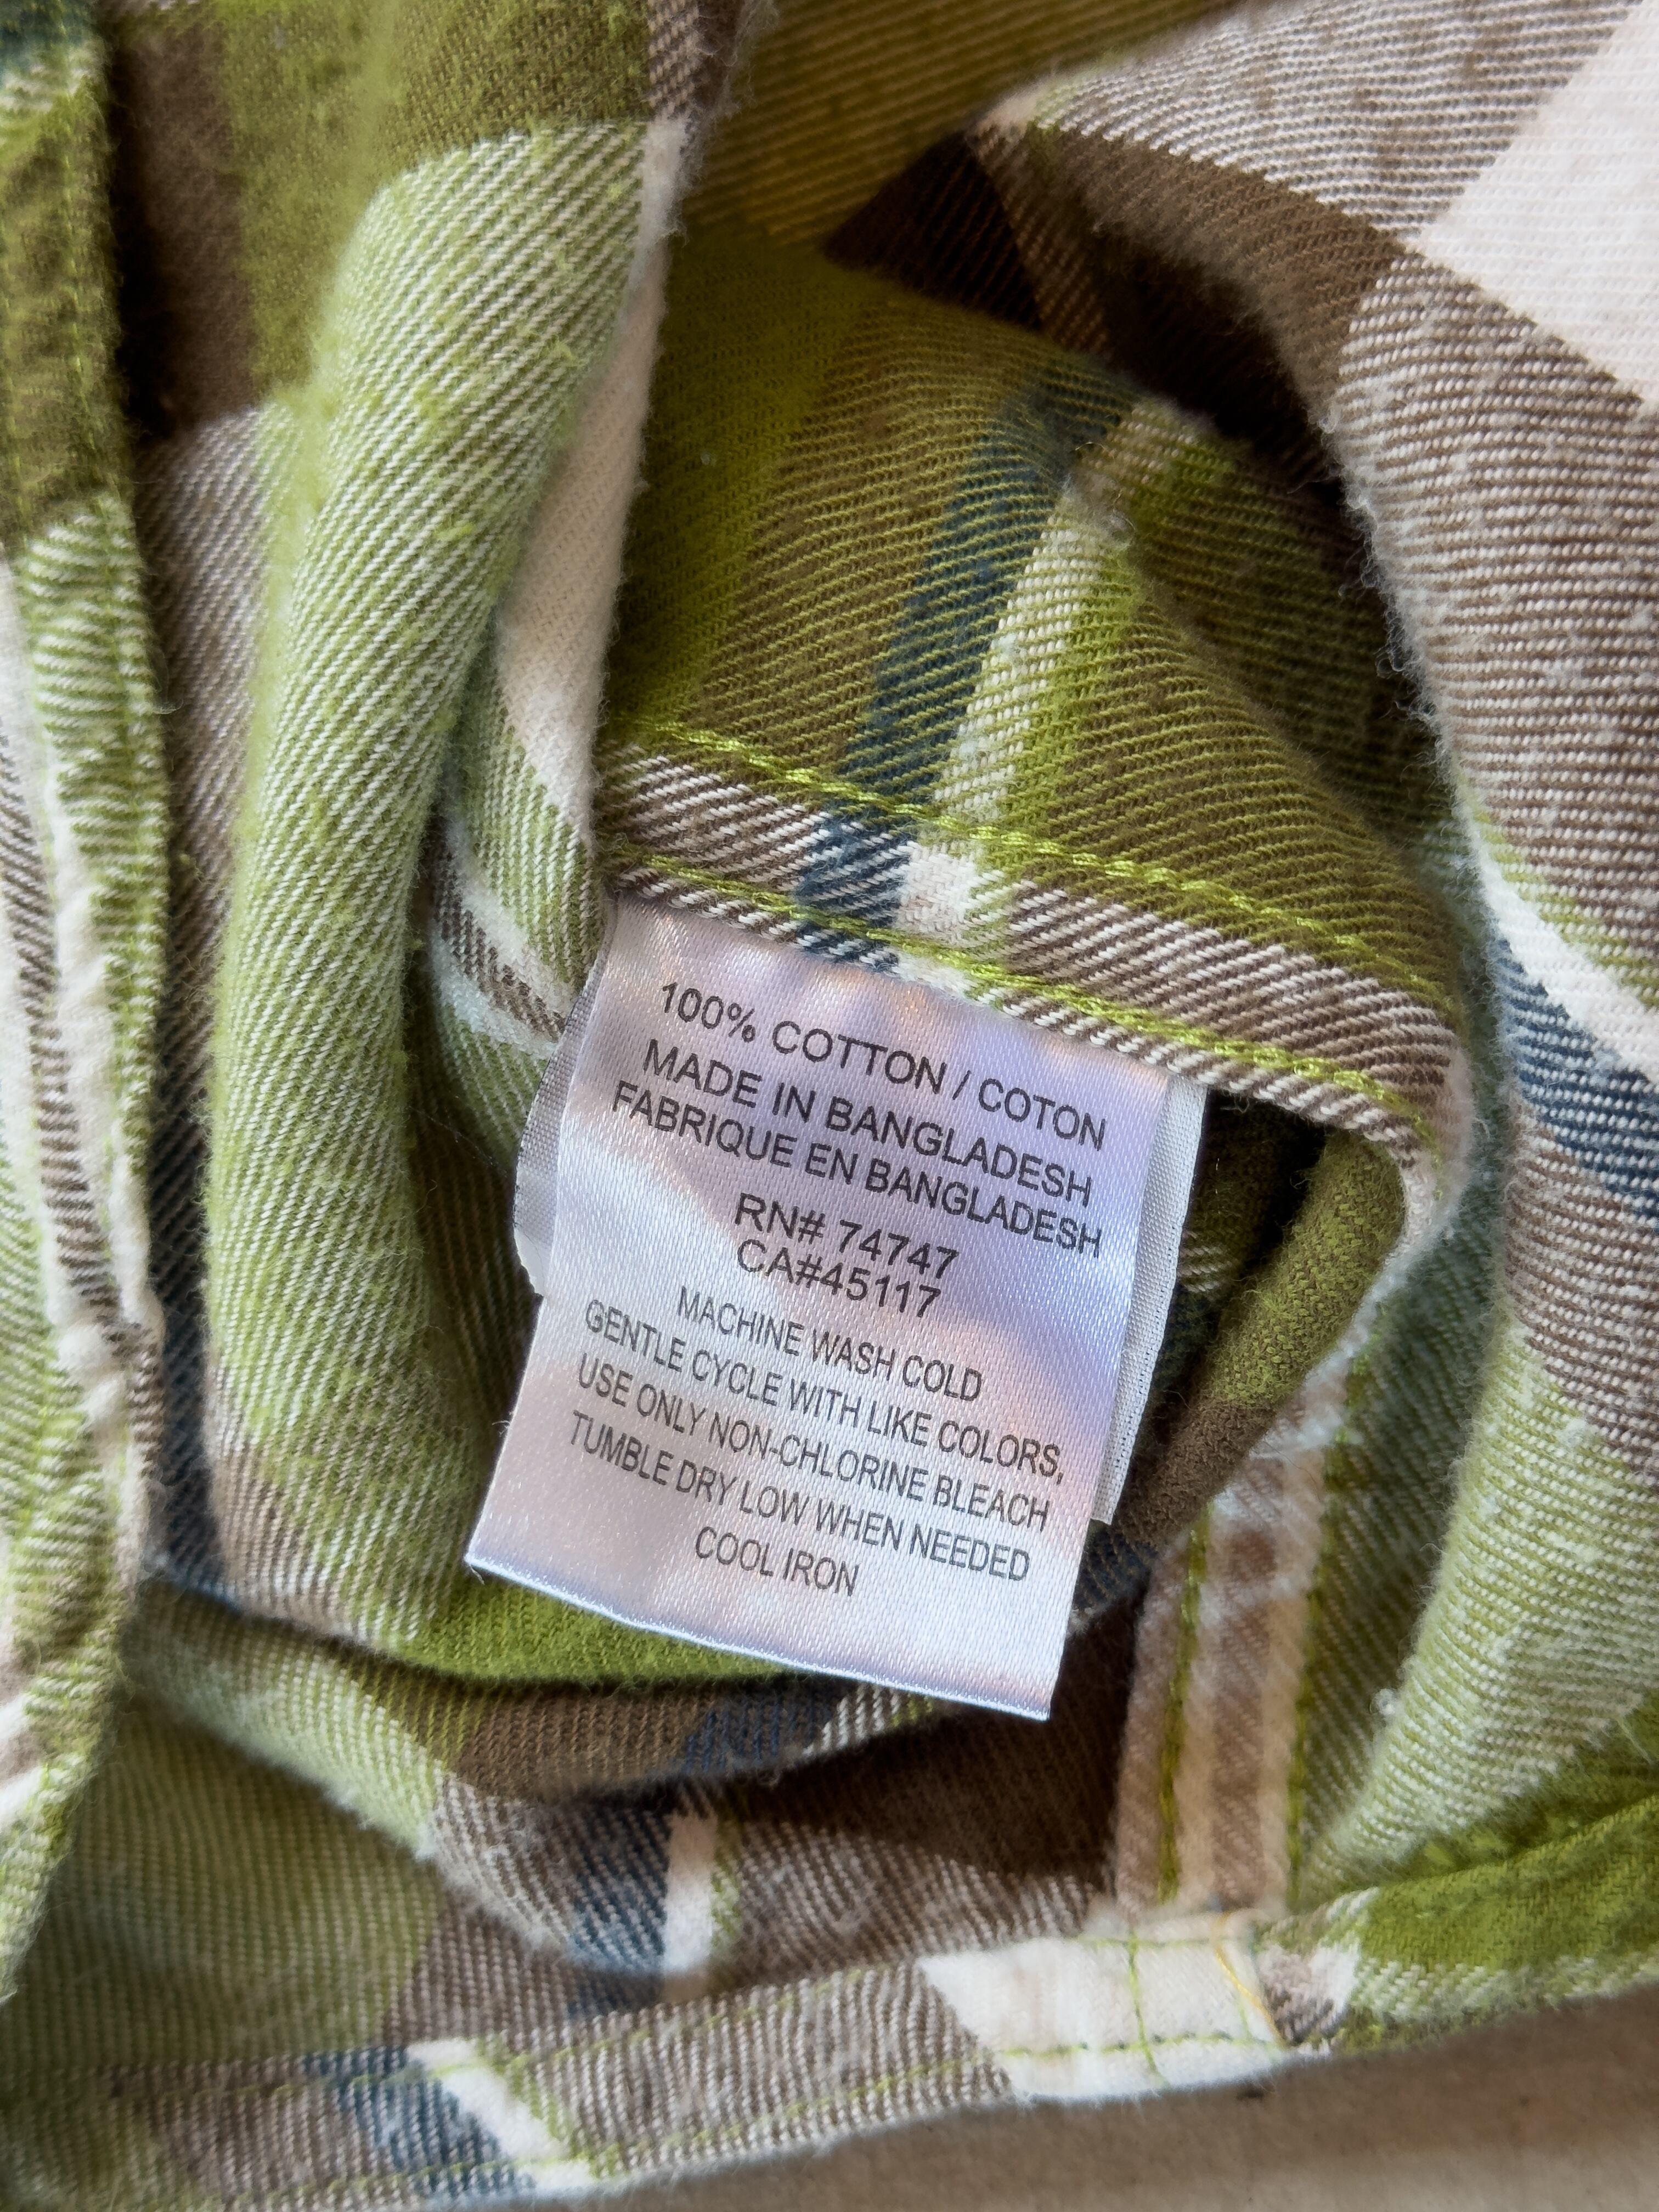 100% COTTON / COTON
MADE IN BANGLADESH
FABRIQUE EN BANGLADESH
RN# 74747
CA#45117
MACHINE WASH COLD
GENTLE CYCLE WITH LIKE COLORS,
USE ONLY NON-CHLORINE BLEACH
TUMBLE DRY LOW WHEN NEEDED
COOL IRON